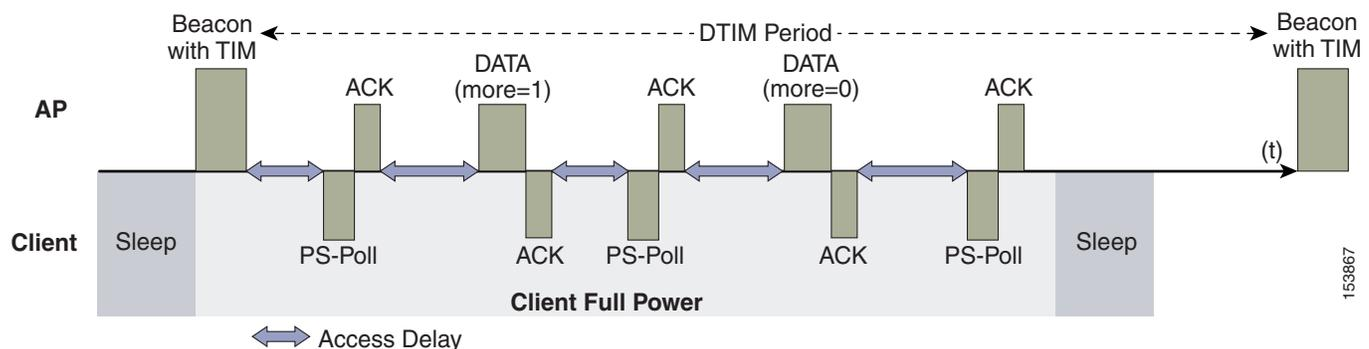 Beacon
with TIM
DTIM Period
Beacon
with TIM
DATA
(more=1)
DATA
(more=0)
ACK
ACK
ACK
AP
(t)
Client
Sleep
PS-Poll
ACK
PS-Poll
ACK
PS-Poll
Sleep
Client Full Power
Access Delay
153867